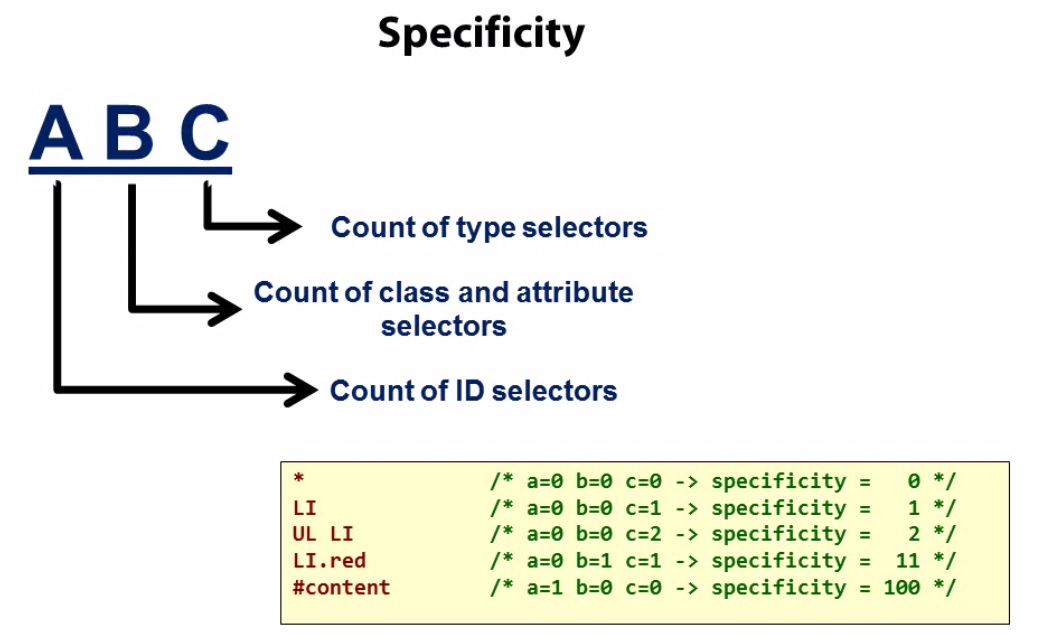 Specificity
A B C
Count of type selectors
Count of class and attribute
selectors
Count of ID selectors
* /* a=0 b=0 c=0 -> specificity = 0 */
LI /* a=0 b=0 c=1 -> specificity = 1 */
UL LI /* a=0 b=0 c=2 -> specificity = 2 */
LI.red /* a=0 b=1 c=1 -> specificity = 11 */
#content /* a=1 b=0 c=0 -> specificity = 100 */